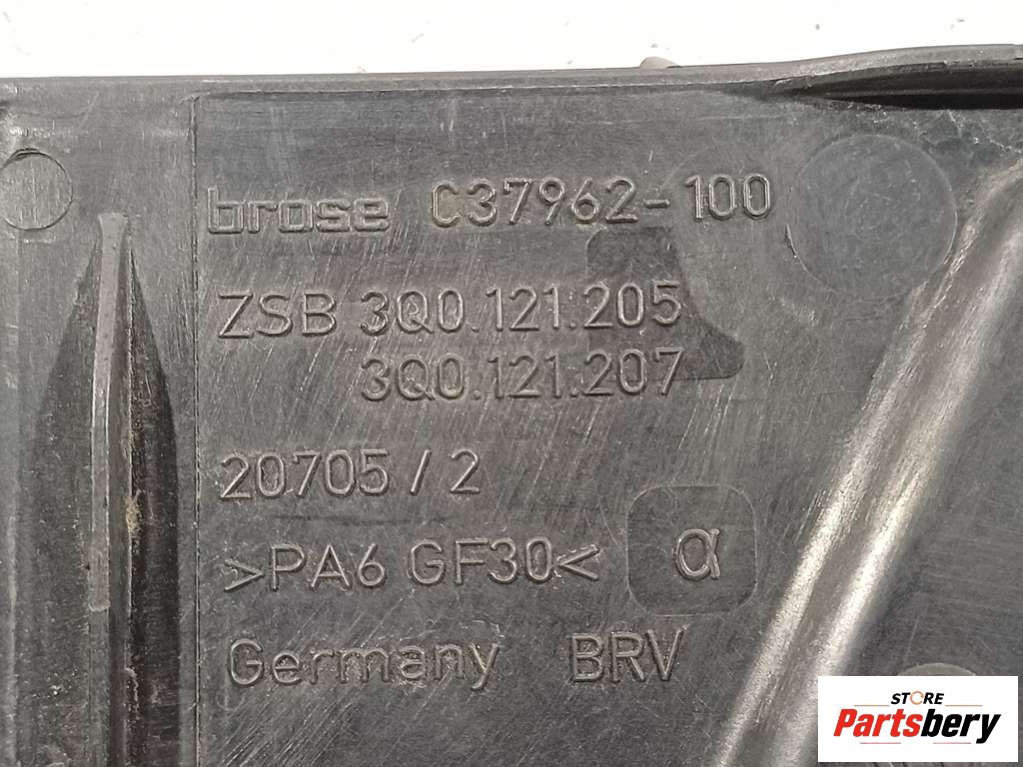 brose C37962-100
ZSB 3Q0.121.205
3Q0.121.207
20705 / 2
>PA6 GF30<
α
Germany BRV
STORE
Partsbery